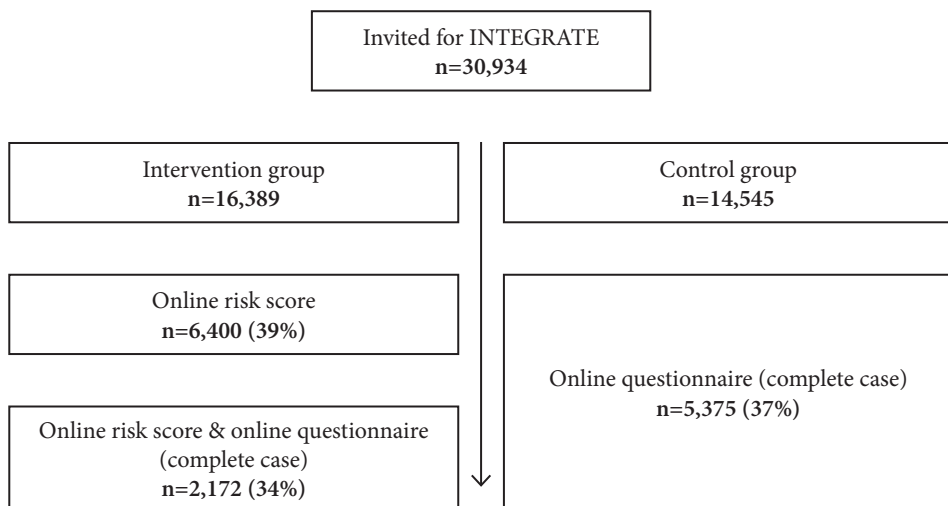 Invited for INTEGRATE
n=30,934
Intervention group
n=16,389
Control group
n=14,545
Online risk score
n=6,400 (39%)
Online questionnaire (complete case)
n=5,375 (37%)
Online risk score & online questionnaire
(complete case)
n=2,172 (34%)